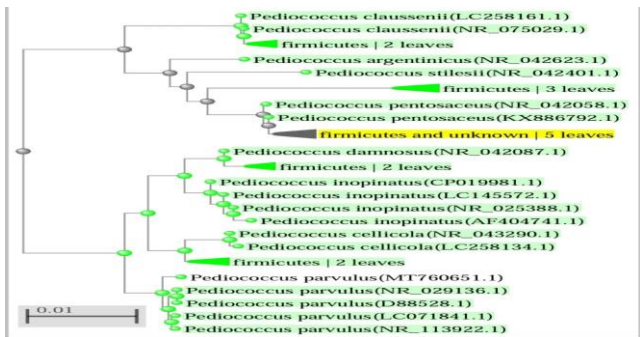 Pediococcus claussenii(LC258161.1)
Pediococcus claussenii(NR_075029.1)
firmicutes | 2 leaves
Pediococcus argentinicus(NR_042623.1)
Pediococcus stilesii(NR_042401.1)
firmicutes | 3 leaves
Pediococcus pentosaceus(NR_042058.1)
Pediococcus pentosaceus(KX886792.1)
firmicutes and unknown | 5 leaves
Pediococcus damnosus(NR_042087.1)
firmicutes | 2 leaves
Pediococcus inopinatus(CP019981.1)
Pediococcus inopinatus(LC145572.1)
Pediococcus inopinatus(NR_025388.1)
Pediococcus inopinatus(AF404741.1)
Pediococcus cellicola(NR_043290.1)
Pediococcus cellicola(LC258134.1)
firmicutes | 2 leaves
Pediococcus parvulus(MT760651.1)
Pediococcus parvulus(NR_029136.1)
Pediococcus parvulus(D88528.1)
0.01
Pediococcus parvulus(LC071841.1)
Pediococcus parvulus(NR_113922.1)